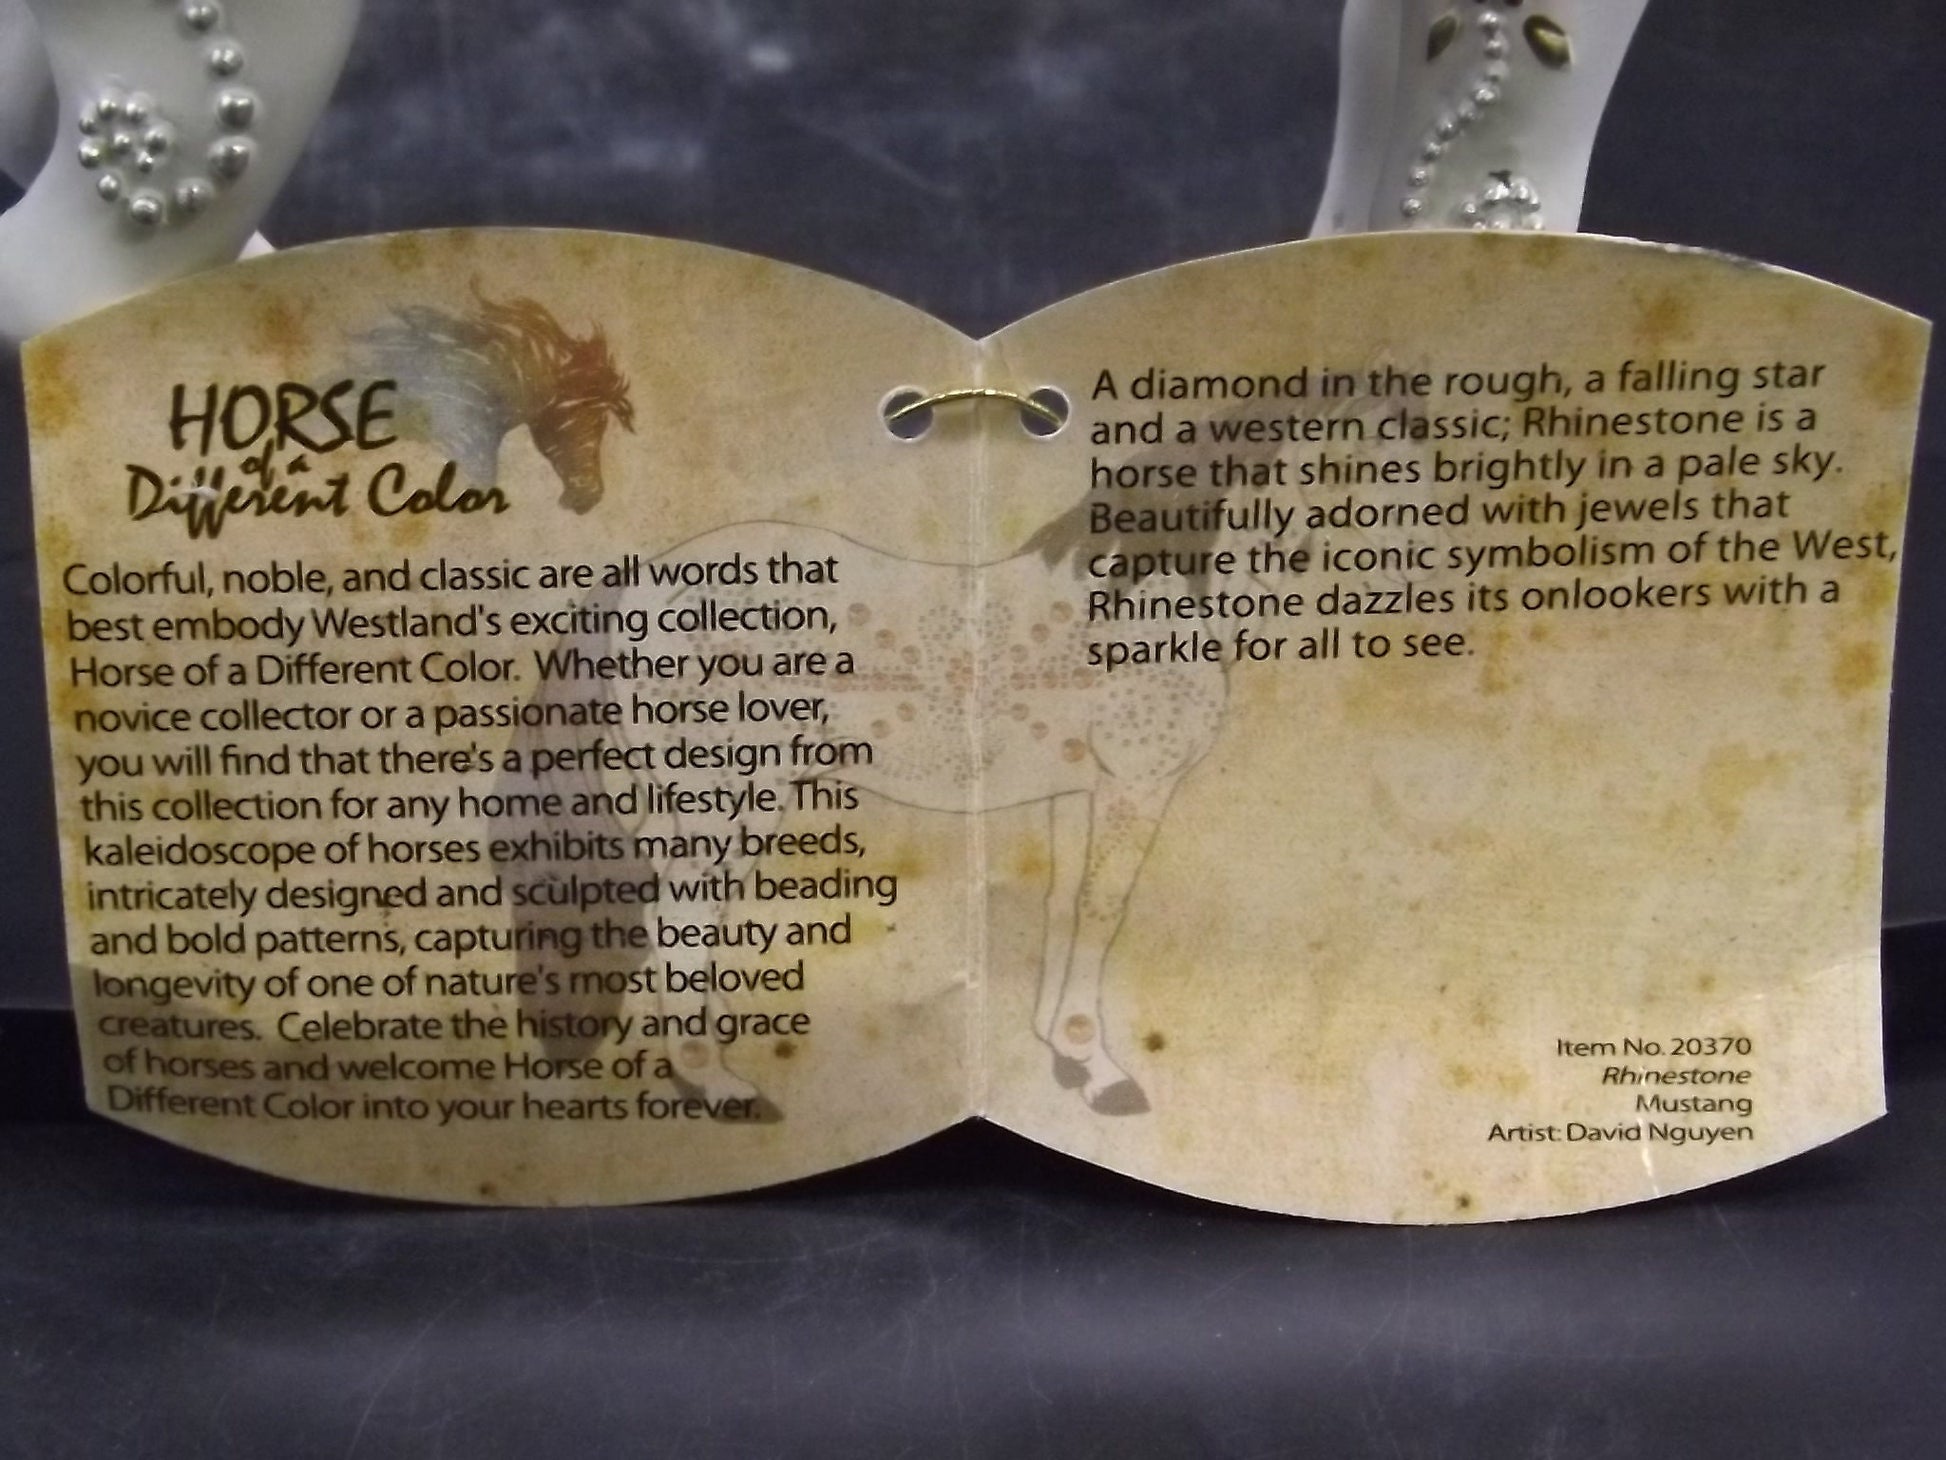 HORSE
of a
Different Color
Colorful, noble, and classic are all words that
best embody Westland's exciting collection,
Horse of a Different Color. Whether you are a
novice collector or a passionate horse lover,
you will find that there's a perfect design from
this collection for any home and lifestyle. This
kaleidoscope of horses exhibits many breeds,
intricately designed and sculpted with beading
and bold patterns, capturing the beauty and
longevity of one of nature's most beloved
creatures. Celebrate the history and grace
of horses and welcome Horse of a
Different Color into your hearts forever.
A diamond in the rough, a falling star
and a western classic; Rhinestone is a
horse that shines brightly in a pale sky.
Beautifully adorned with jewels that
capture the iconic symbolism of the West,
Rhinestone dazzles its onlookers with a
sparkle for all to see.
Item No. 20370
Rhinestone
Mustang
Artist: David Nguyen